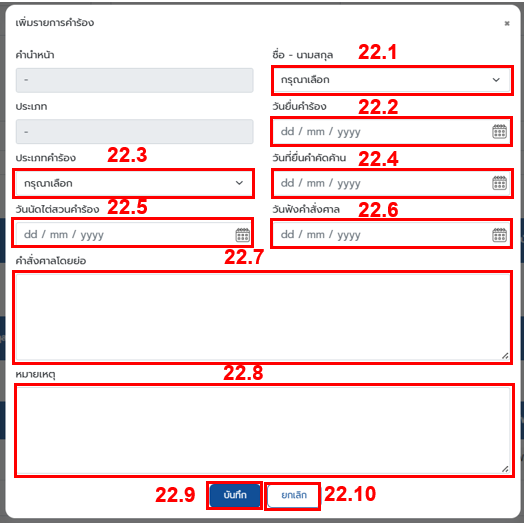 เพิ่มรายการคำร้อง ×
คำนำหน้า ชื่อ - นามสกุล 22.1
- กรุณาเลือก
ประเภท วันยื่นคำร้อง 22.2
- dd / mm / yyyy
ประเภทคำร้อง 22.3 วันที่ยื่นคำคัดค้าน 22.4
กรุณาเลือก dd / mm / yyyy
วันนัดไต่สวนคำร้อง 22.5 วันฟังคำสั่งศาล 22.6
dd / mm / yyyy dd / mm / yyyy
คำสั่งศาลโดยย่อ 22.7
หมายเหตุ 22.8
22.9 บันทึก ยกเลิก 22.10